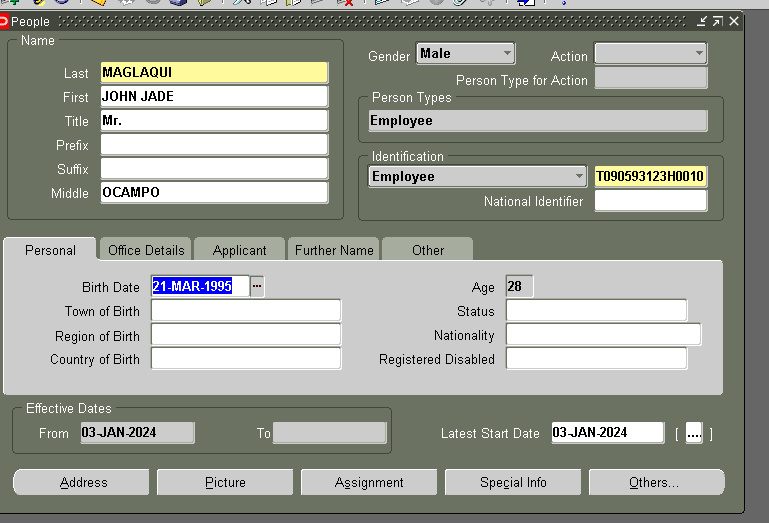 People
Name
Last MAGLAQUI
First JOHN JADE
Title Mr.
Prefix
Suffix
Middle OCAMPO
Gender Male Action
Person Type for Action
Person Types
Employee
Identification
Employee T090593123H0010
National Identifier
Personal Office Details Applicant Further Name Other
Birth Date 21-MAR-1995 ... Age 28
Town of Birth Status
Region of Birth Nationality
Country of Birth Registered Disabled
Effective Dates
From 03-JAN-2024 To Latest Start Date 03-JAN-2024 [ .... ]
Address Picture Assignment Special Info Others...